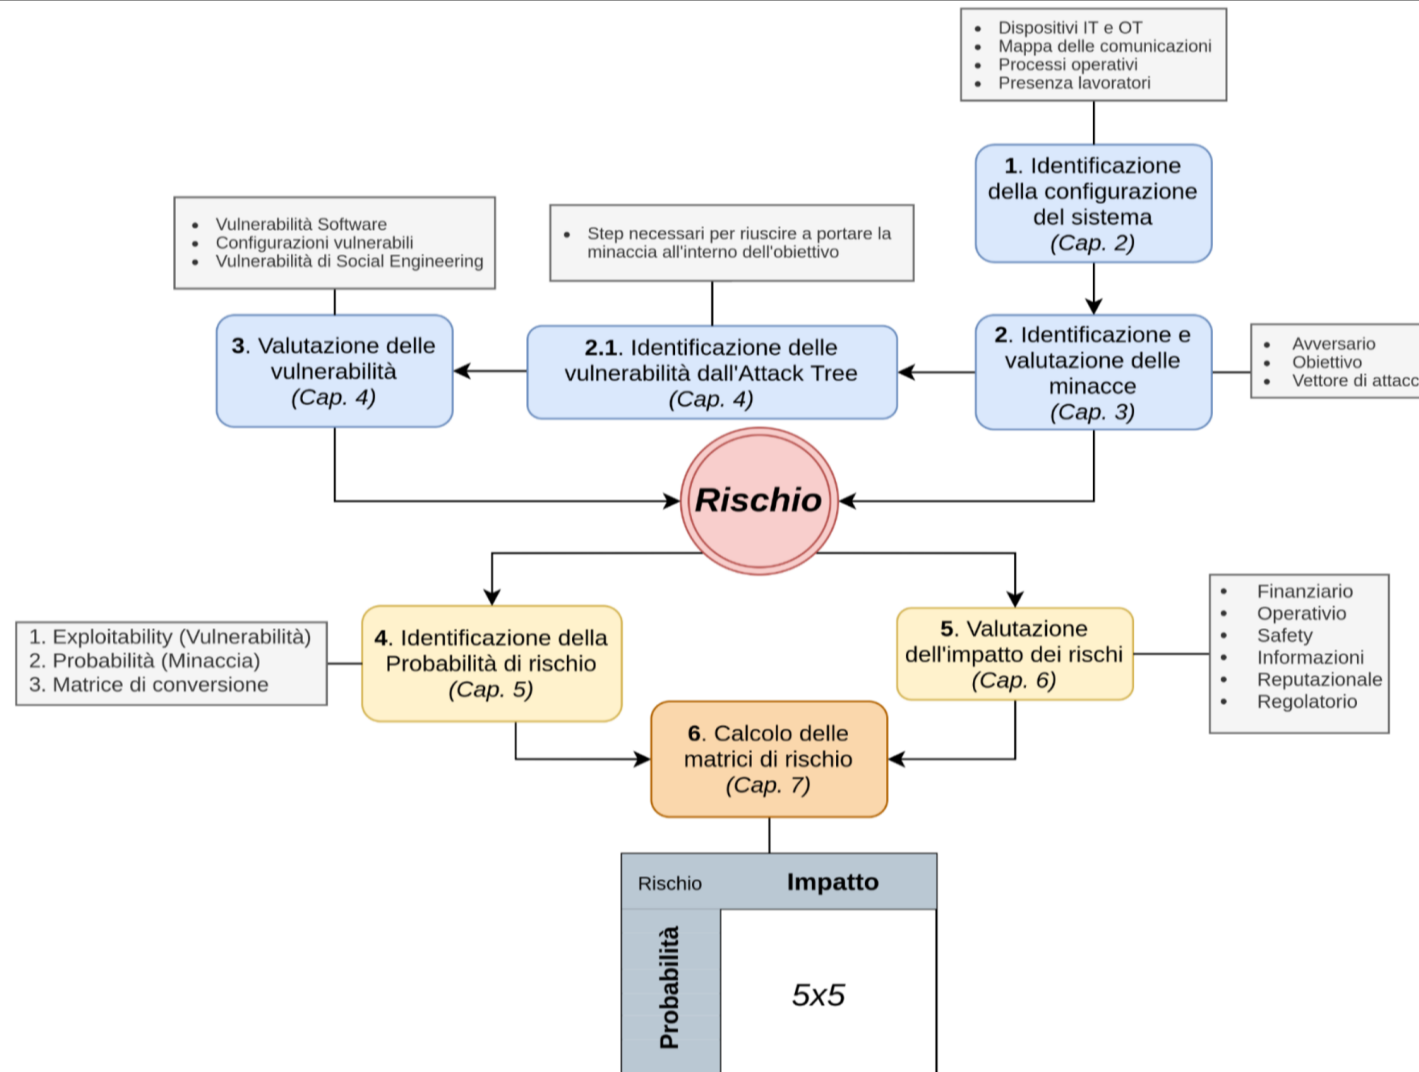 • Dispositivi IT e OT
• Mappa delle comunicazioni
• Processi operativi
• Presenza lavoratori
1. Identificazione
della configurazione
del sistema
(Cap. 2)
• Vulnerabilità Software
• Configurazioni vulnerabili
• Vulnerabilità di Social Engineering
• Step necessari per riuscire a portare la
minaccia all'interno dell'obiettivo
3. Valutazione delle
vulnerabilità
(Cap. 4)
2.1. Identificazione delle
vulnerabilità dall'Attack Tree
(Cap. 4)
2. Identificazione e
valutazione delle
minacce
(Cap. 3)
• Avversario
• Obiettivo
• Vettore di attacc
Rischio
1. Exploitability (Vulnerabilità)
2. Probabilità (Minaccia)
3. Matrice di conversione
4. Identificazione della
Probabilità di rischio
(Cap. 5)
5. Valutazione
dell'impatto dei rischi
(Cap. 6)
• Finanziario
• Operativio
• Safety
• Informazioni
• Reputazionale
• Regolatorio
6. Calcolo delle
matrici di rischio
(Cap. 7)
Rischio Impatto
Probabilità
5x5